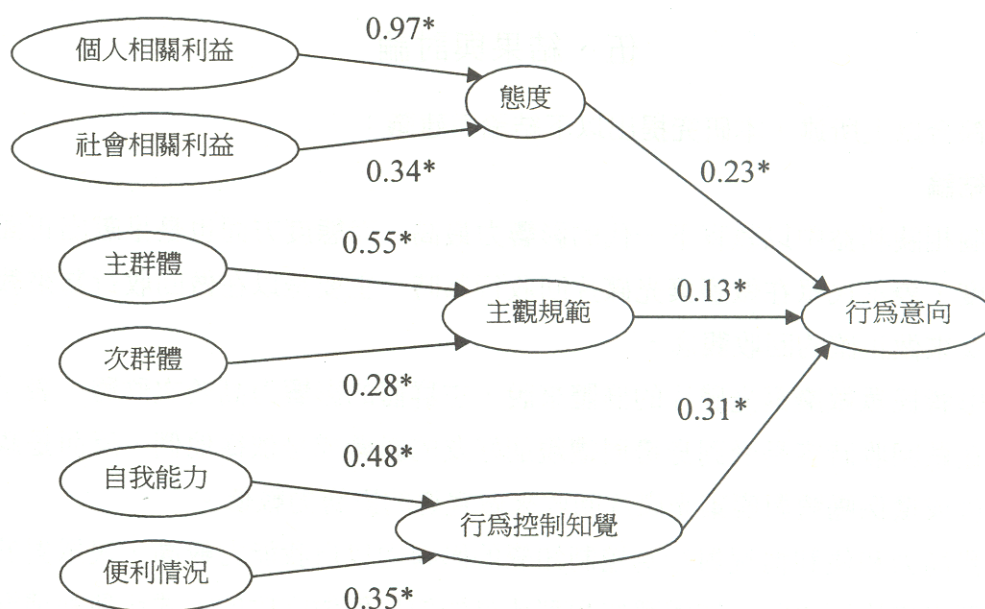 0.97*
個人相關利益
態度
社會相關利益
0.34*
0.23*
0.55*
主群體
主觀規範
0.13*
行為意向
次群體
0.28*
0.31*
0.48*
自我能力
行為控制知覺
便利情況
0.35*